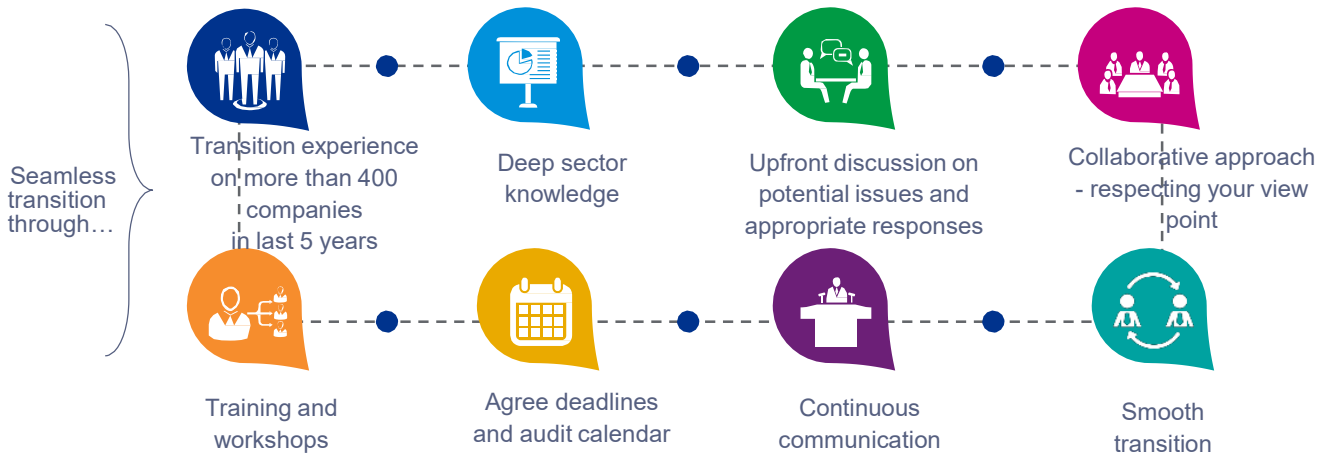 Seamless
transition
through…
Transition experience
on more than 400
companies
in last 5 years
Deep sector
knowledge
Upfront discussion on
potential issues and
appropriate responses
Collaborative approach
- respecting your view
point
Training and
workshops
Agree deadlines
and audit calendar
Continuous
communication
Smooth
transition